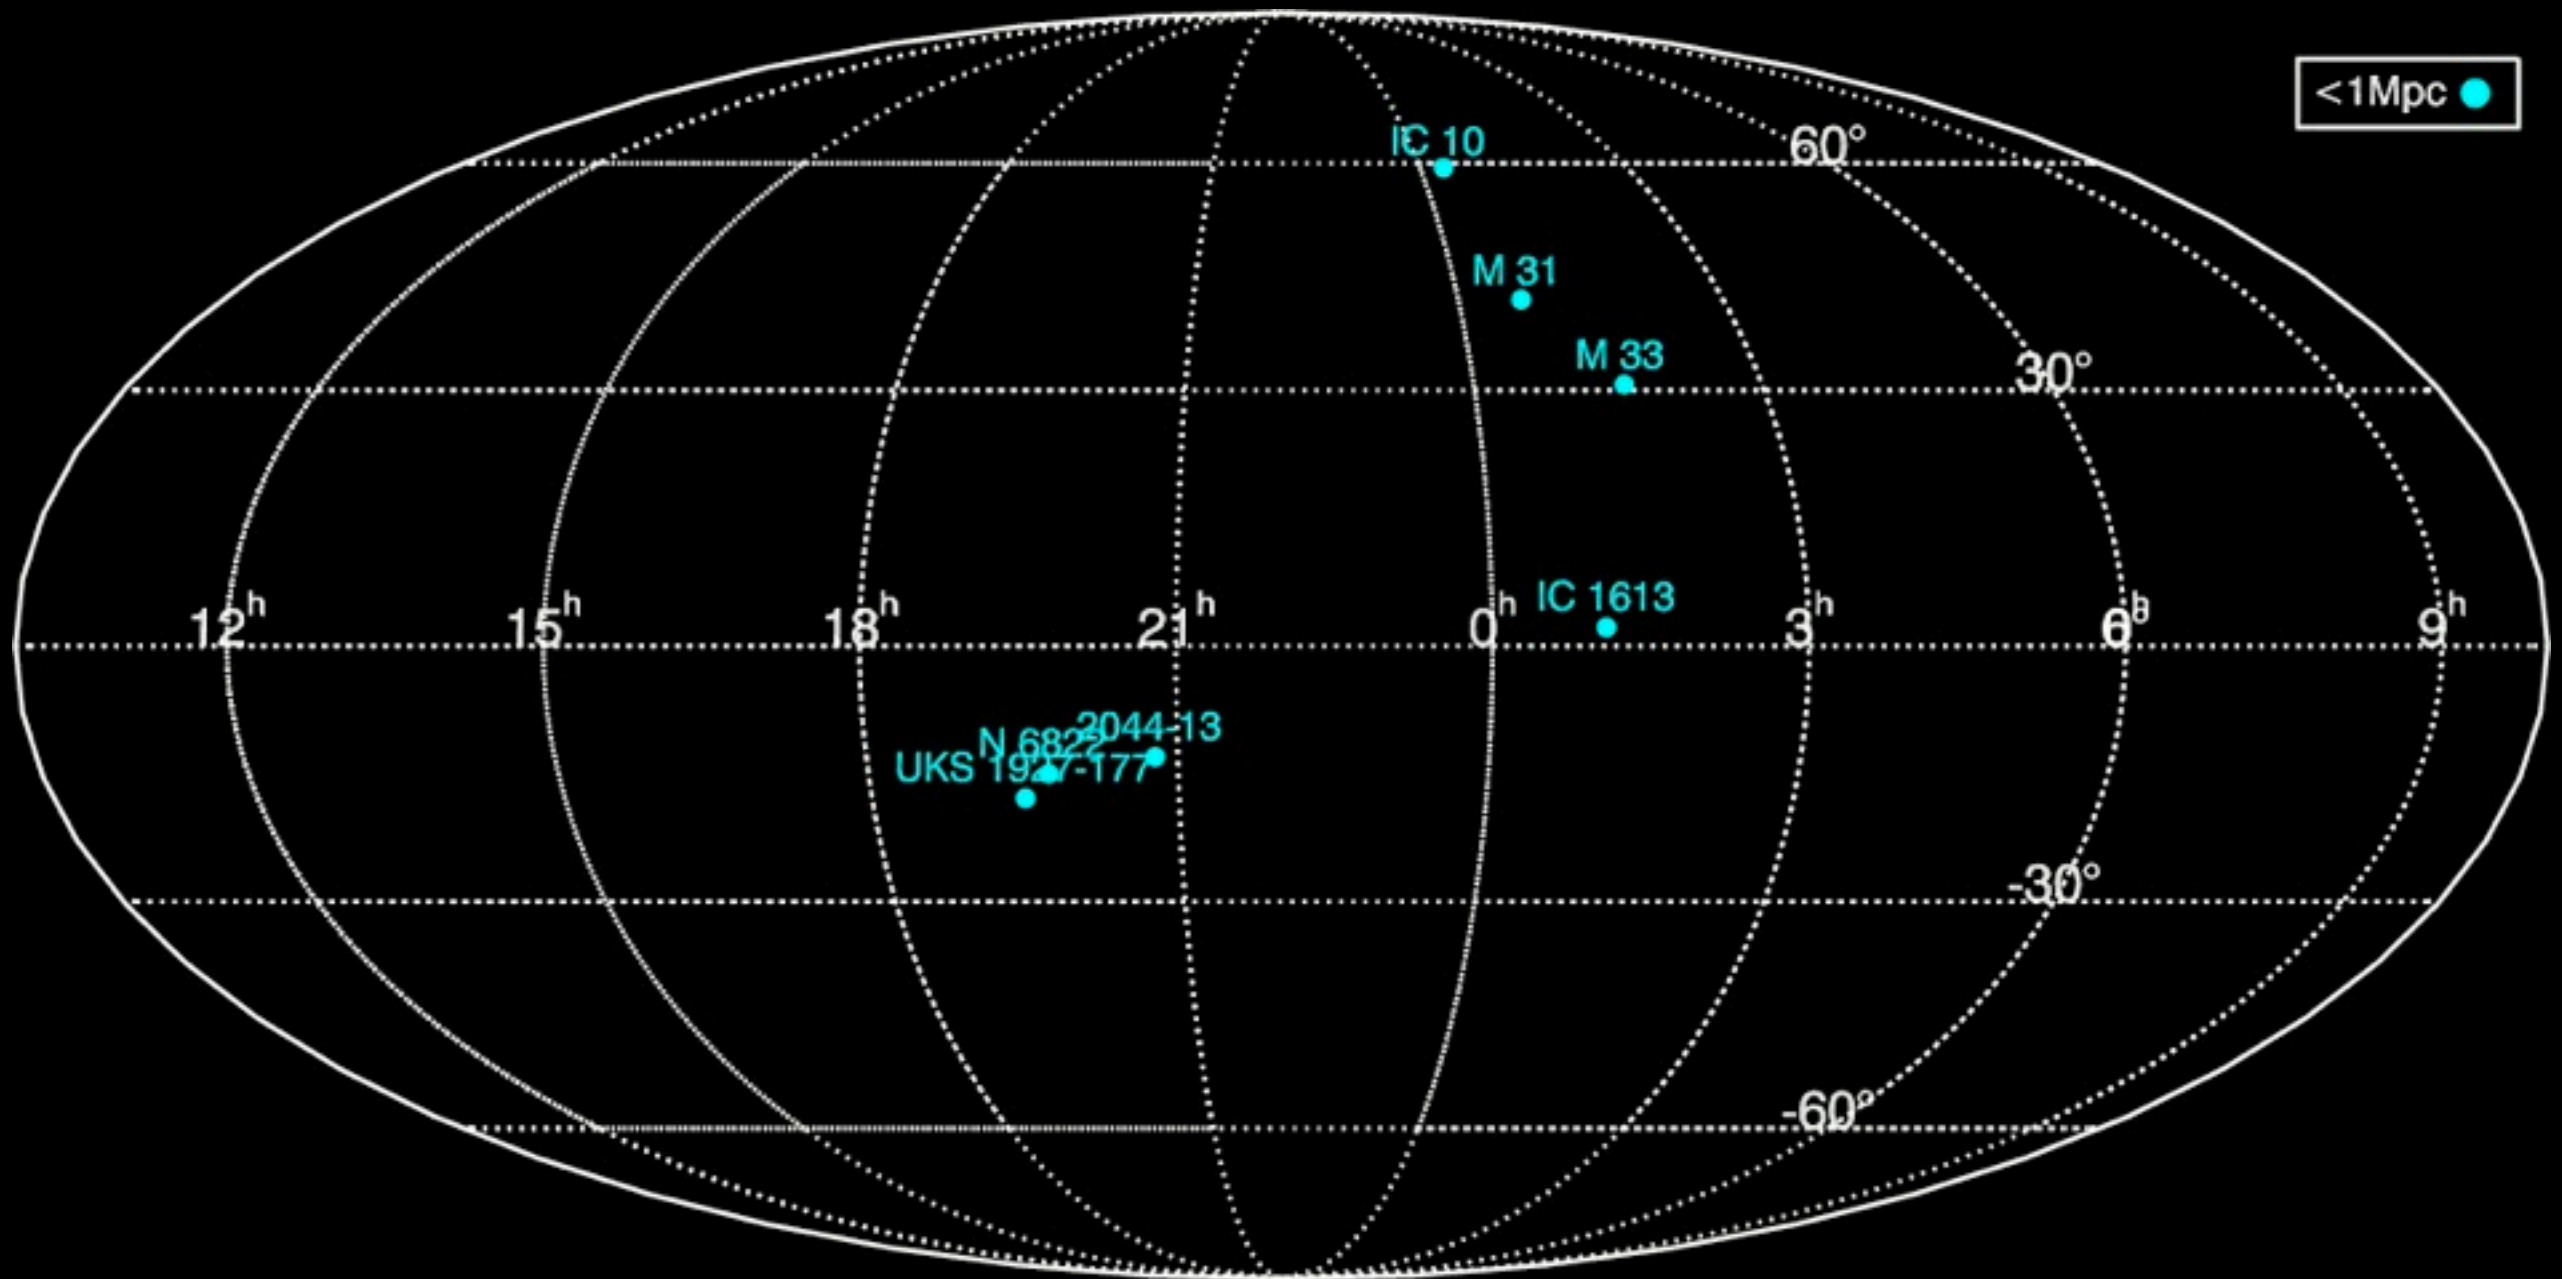 <1Mpc
IC 10
60°
M 31
M 33
30°
IC 1613
12h
15h
18h
21h
0h
3h
6h
9h
2044-13
N 6822
UKS 1927-177
-30°
-60°